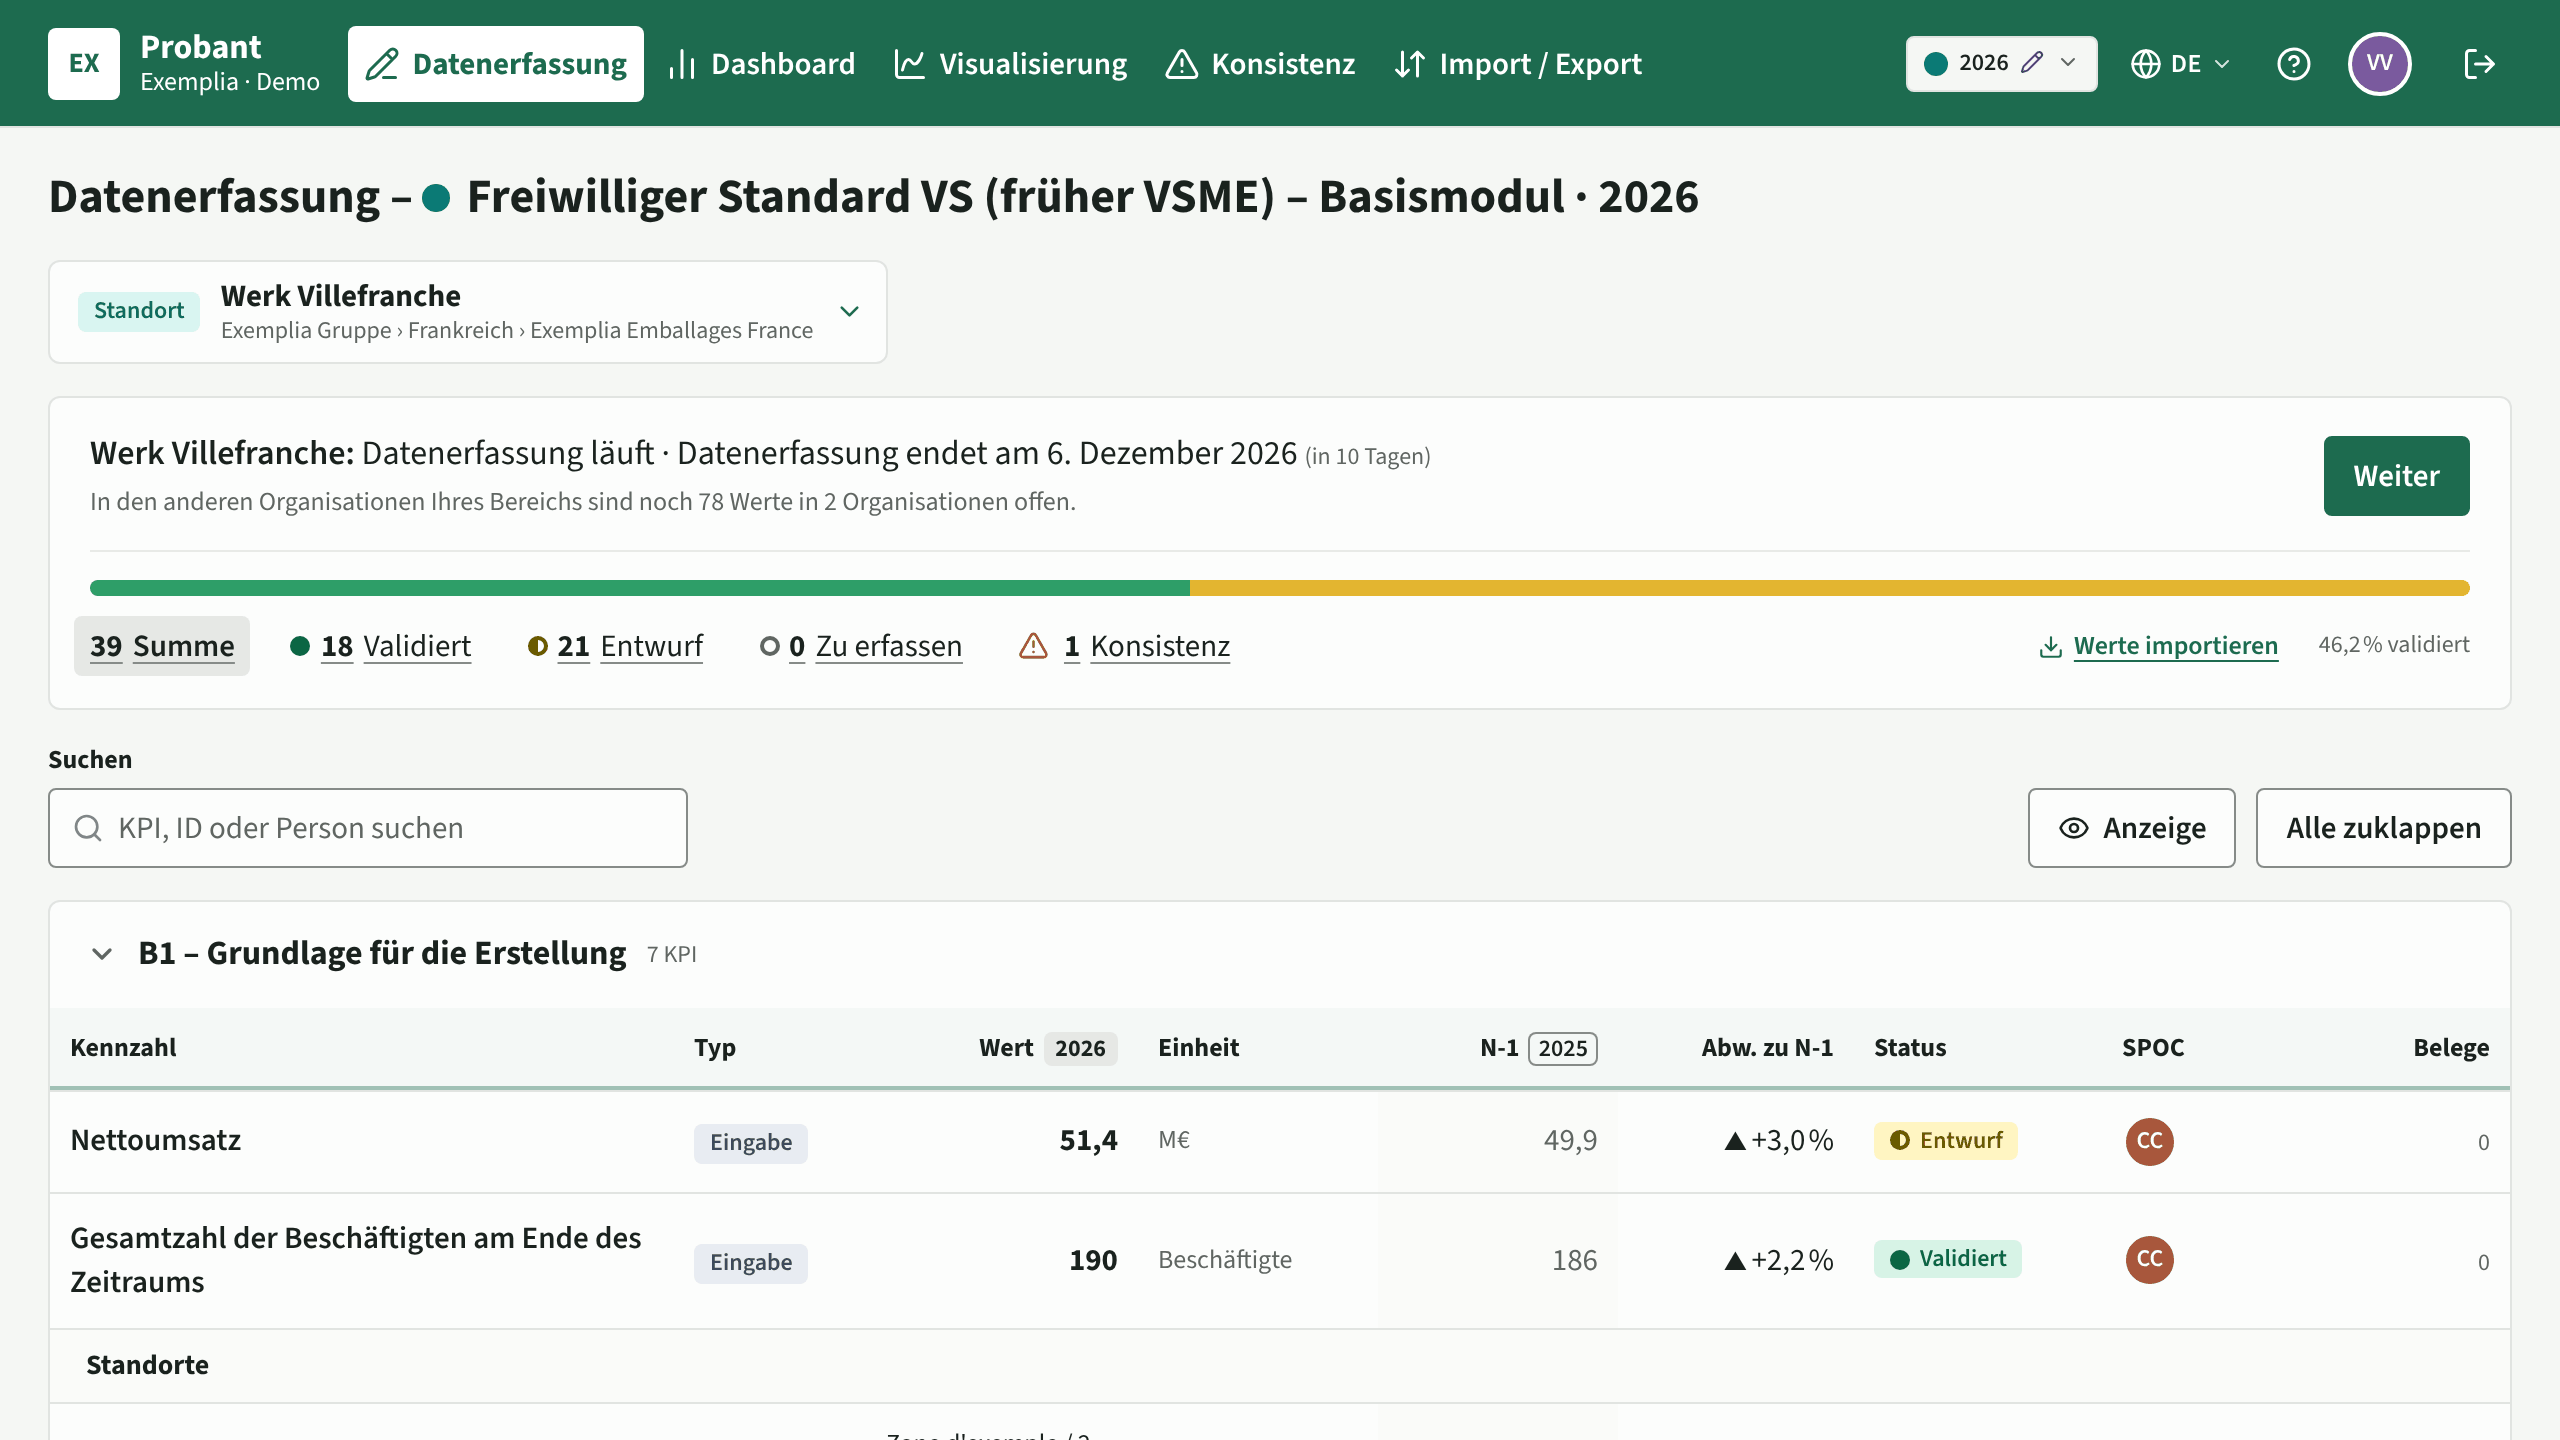 EX
Probant
Exemplia · Demo
Datenerfassung
Dashboard
Visualisierung
Konsistenz
Import / Export
2026
DE
VV
Datenerfassung – Freiwilliger Standard VS (früher VSME) – Basismodul · 2026
Standort
Werk Villefranche
Exemplia Gruppe › Frankreich › Exemplia Emballages France
Werk Villefranche: Datenerfassung läuft · Datenerfassung endet am 6. Dezember 2026 (in 10 Tagen)
In den anderen Organisationen Ihres Bereichs sind noch 78 Werte in 2 Organisationen offen.
Weiter
39 Summe
18 Validiert
21 Entwurf
0 Zu erfassen
1 Konsistenz
Werte importieren
46,2 % validiert
Suchen
KPI, ID oder Person suchen
Anzeige
Alle zuklappen
B1 – Grundlage für die Erstellung 7 KPI
Kennzahl Typ Wert 2026 Einheit N-1 2025 Abw. zu N-1 Status SPOC Belege
Nettoumsatz Eingabe 51,4 M€ 49,9 ▲+3,0 % Entwurf CC 0
Gesamtzahl der Beschäftigten am Ende des
Zeitraums Eingabe 190 Beschäftigte 186 ▲+2,2 % Validiert CC 0
Standorte